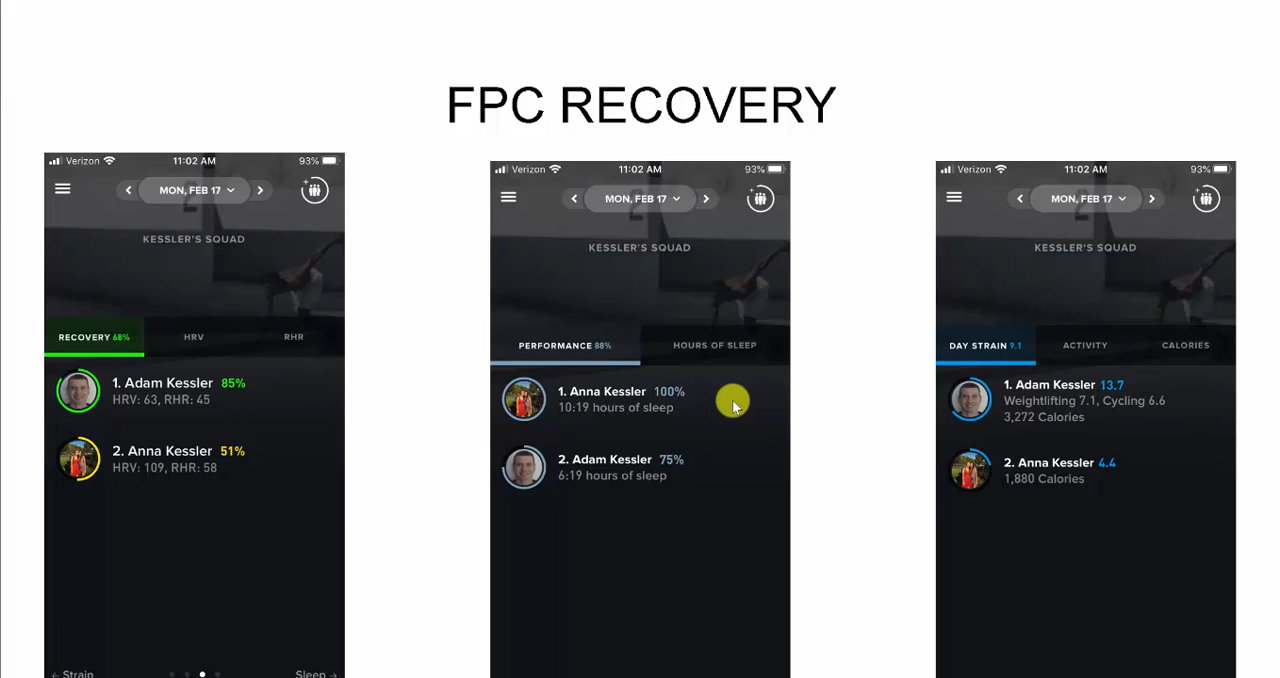 FPC RECOVERY
Verizon 11:02 AM 93%
MON, FEB 17
KESSLER'S SQUAD
RECOVERY 68% HRV RHR
1. Adam Kessler 85%
HRV: 63, RHR: 45
2. Anna Kessler 51%
HRV: 109, RHR: 58
← Strain Sleep →
Verizon 11:02 AM 93%
MON, FEB 17
KESSLER'S SQUAD
PERFORMANCE 88% HOURS OF SLEEP
1. Anna Kessler 100%
10:19 hours of sleep
2. Adam Kessler 75%
6:19 hours of sleep
Verizon 11:02 AM 93%
MON, FEB 17
KESSLER'S SQUAD
DAY STRAIN 9.1 ACTIVITY CALORIES
1. Adam Kessler 13.7
Weightlifting 7.1, Cycling 6.6
3,272 Calories
2. Anna Kessler 4.4
1,880 Calories